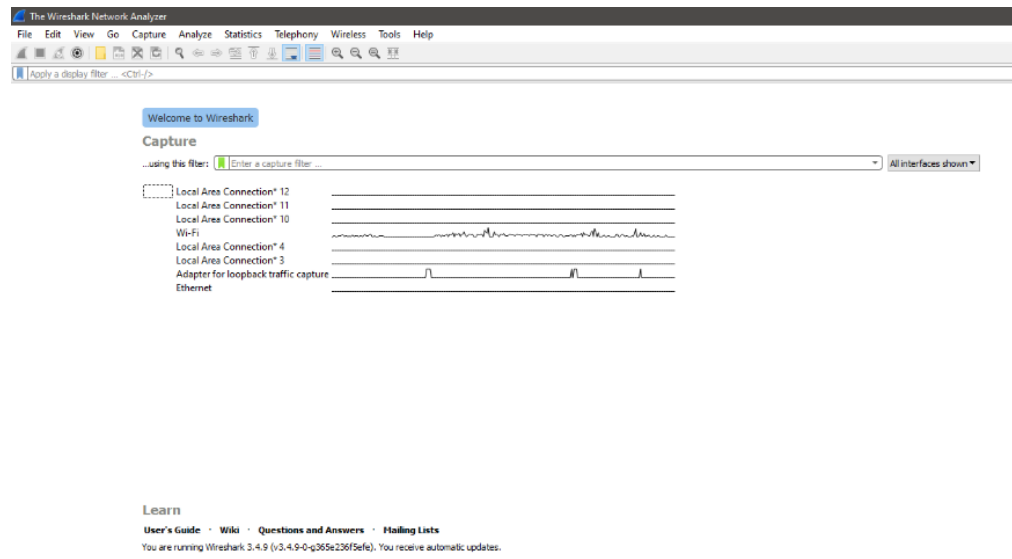 The Wireshark Network Analyzer
File Edit View Go Capture Analyze Statistics Telephony Wireless Tools Help
Apply a display filter ... <Ctrl-/>
Welcome to Wireshark
Capture
...using this filter: Enter a capture filter ... All interfaces shown
Local Area Connection* 12
Local Area Connection* 11
Local Area Connection* 10
Wi-Fi
Local Area Connection* 4
Local Area Connection* 3
Adapter for loopback traffic capture
Ethernet
Learn
User's Guide · Wiki · Questions and Answers · Mailing Lists
You are running Wireshark 3.4.9 (v3.4.9-0-g365e236f5efe). You receive automatic updates.